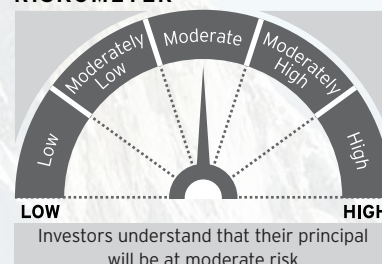 RISKOMETER
Moderate
Moderately
Low
Moderately
High
Low
High
LOW
HIGH
Investors understand that their principal
will be at moderate risk